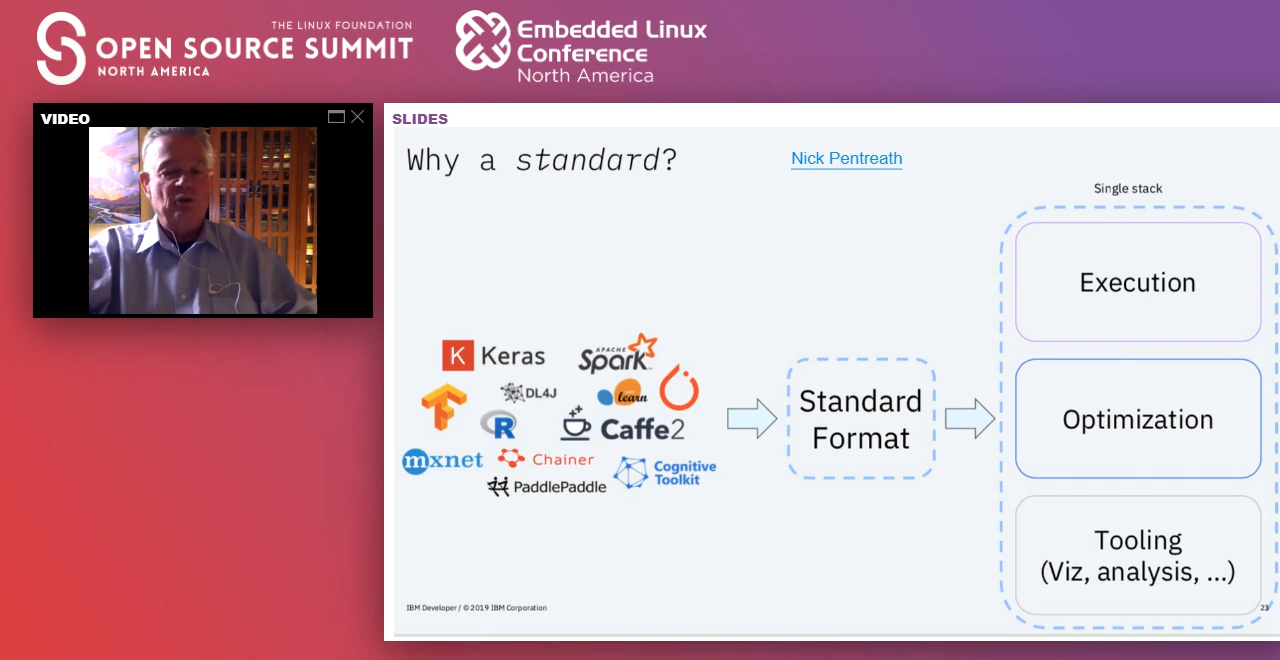 THE LINUX FOUNDATION
OPEN SOURCE SUMMIT
NORTH AMERICA
Embedded Linux
Conference
North America
VIDEO
SLIDES
Why a standard?
Nick Pentreath
Single stack
Execution
K Keras
APACHE
Spark
DL4J
learn
R
Caffe2
mxnet
Chainer
Cognitive
Toolkit
PaddlePaddle
Standard
Format
Optimization
Tooling
(Viz, analysis, ...)
IBM Developer / © 2019 IBM Corporation
23